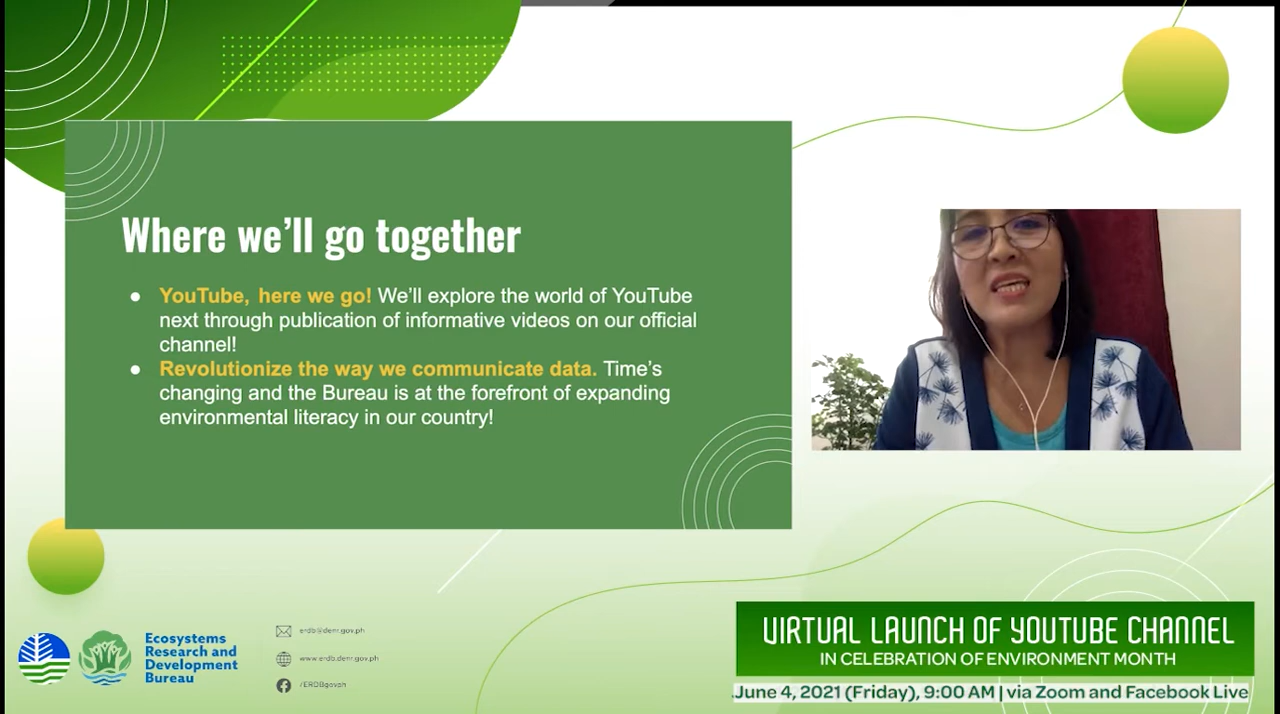 Where we'll go together
● YouTube, here we go! We'll explore the world of YouTube
next through publication of informative videos on our official
channel!
● Revolutionize the way we communicate data. Time's
changing and the Bureau is at the forefront of expanding
environmental literacy in our country!
Ecosystems
Research and
Development
Bureau
erdb@denr.gov.ph
www.erdb.denr.gov.ph
/ERDBgovph
VIRTUAL LAUNCH OF YOUTUBE CHANNEL
IN CELEBRATION OF ENVIRONMENT MONTH
June 4, 2021 (Friday), 9:00 AM | via Zoom and Facebook Live